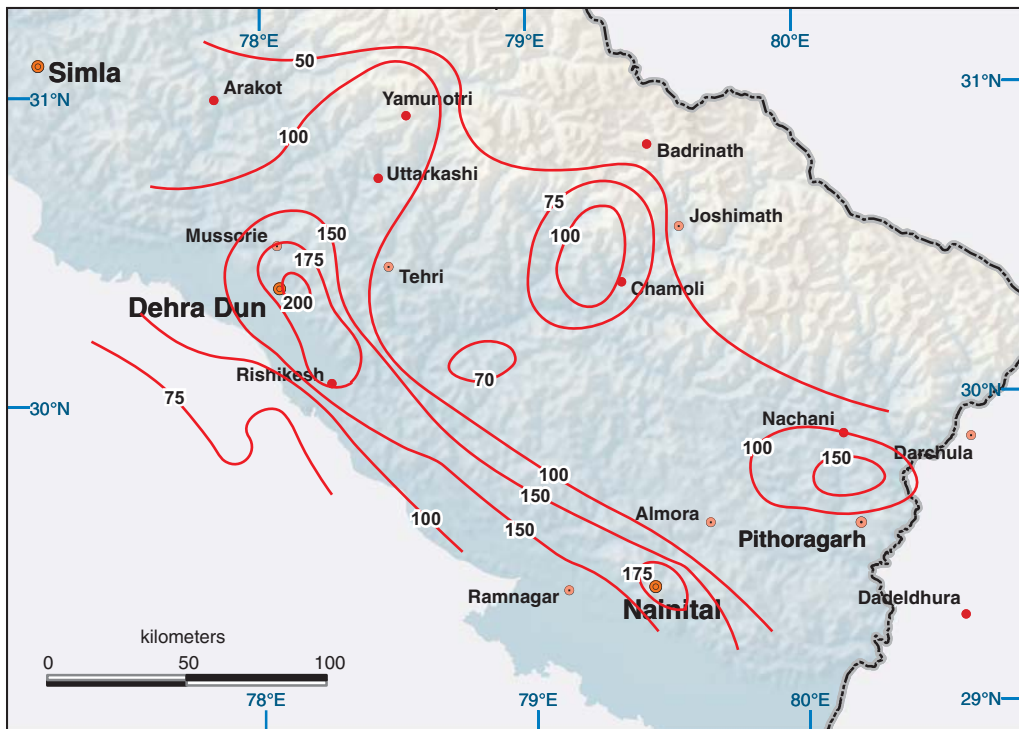 78°E
79°E
80°E
50
Simla
31°N
31°N
Arakot
Yamunotri
100
Badrinath
Uttarkashi
75
Joshimath
100
Mussorie
150
175
Tehri
Chamoli
Dehra Dun
200
Rishikesh
70
75
30°N
30°N
Nachani
100
Darchula
150
100
150
Almora
Pithoragarh
100
150
175
Ramnagar
Nainital
Dadeldhura
kilometers
0 50 100
78°E
79°E
80°E
29°N